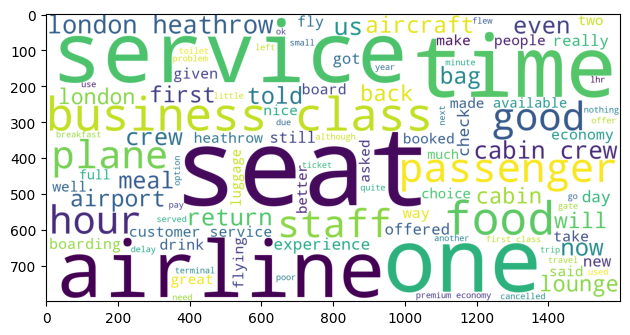 0
100
200
300
400
500
600
700
0 200 400 600 800 1000 1200 1400
london heathrow
ok
fly
us
aircraft
flew
even
two
service
time
toilet
problem
left
small
got
make
people
really
given
minute
bag
1hr
use
london
first
told
year
board
back
little
nice
made
available
nothing
offer
business class
good
due
next
breakfast
crew
heathrow
still
although
booked
check
economy
plane
seat
luggage
better
asked
much
cabin crew
full
option
ticket
passenger
well
meal
quite
choice
cabin
go
day
airport
pay
hour
served
return
staff
way
offered
food
gate
will
customer service
another
first class
take
boarding
delay
drink
flying
experience
trip
now
airline
one
terminal
great
poor
travel
new
said
used
lounge
need
premium economy
cancelled